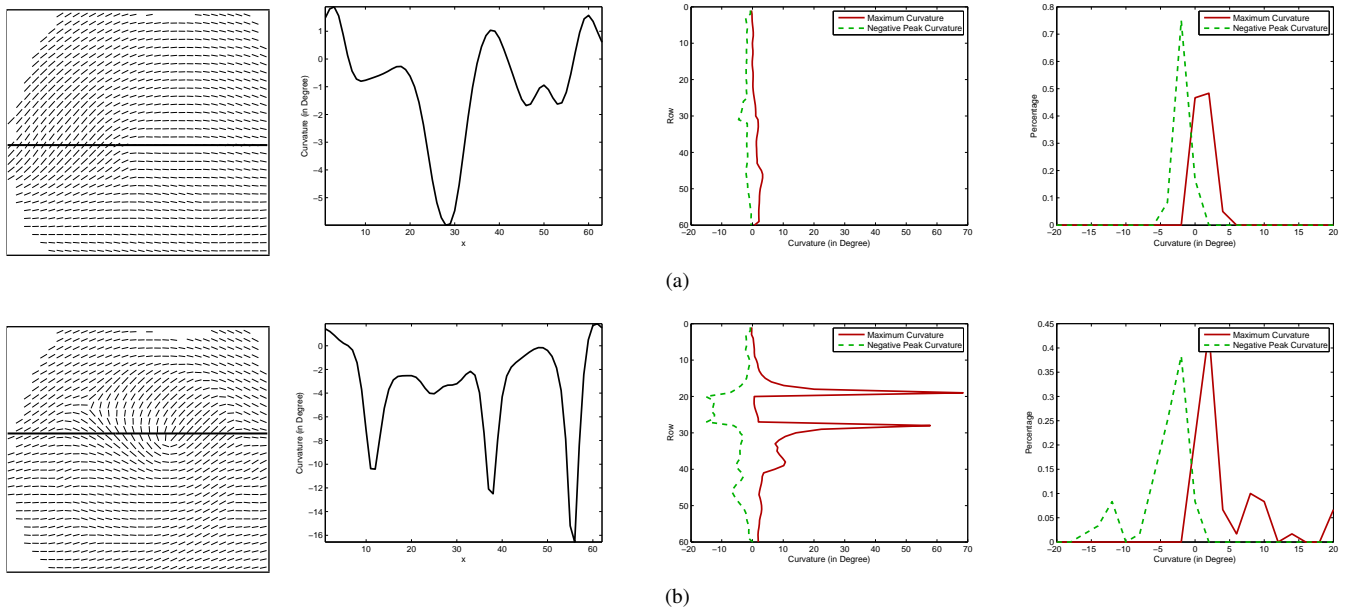 1
0
−1
−2
−3
−4
−5
Curvature (in Degree)
10 20 30 40 50 60
x
0
10
20
30
40
50
60
Row
−20 −10 0 10 20 30 40 50 60 70
Curvature (in Degree)
Maximum Curvature
Negative Peak Curvature
0.8
0.7
0.6
0.5
0.4
0.3
0.2
0.1
0
Percentage
−20 −15 −10 −5 0 5 10 15 20
Curvature (in Degree)
Maximum Curvature
Negative Peak Curvature
(a)
0
−2
−4
−6
−8
−10
−12
−14
−16
Curvature (in Degree)
10 20 30 40 50 60
x
0
10
20
30
40
50
60
Row
−20 −10 0 10 20 30 40 50 60 70
Curvature (in Degree)
Maximum Curvature
Negative Peak Curvature
0.45
0.4
0.35
0.3
0.25
0.2
0.15
0.1
0.05
0
Percentage
−20 −15 −10 −5 0 5 10 15 20
Curvature (in Degree)
Maximum Curvature
Negative Peak Curvature
(b)